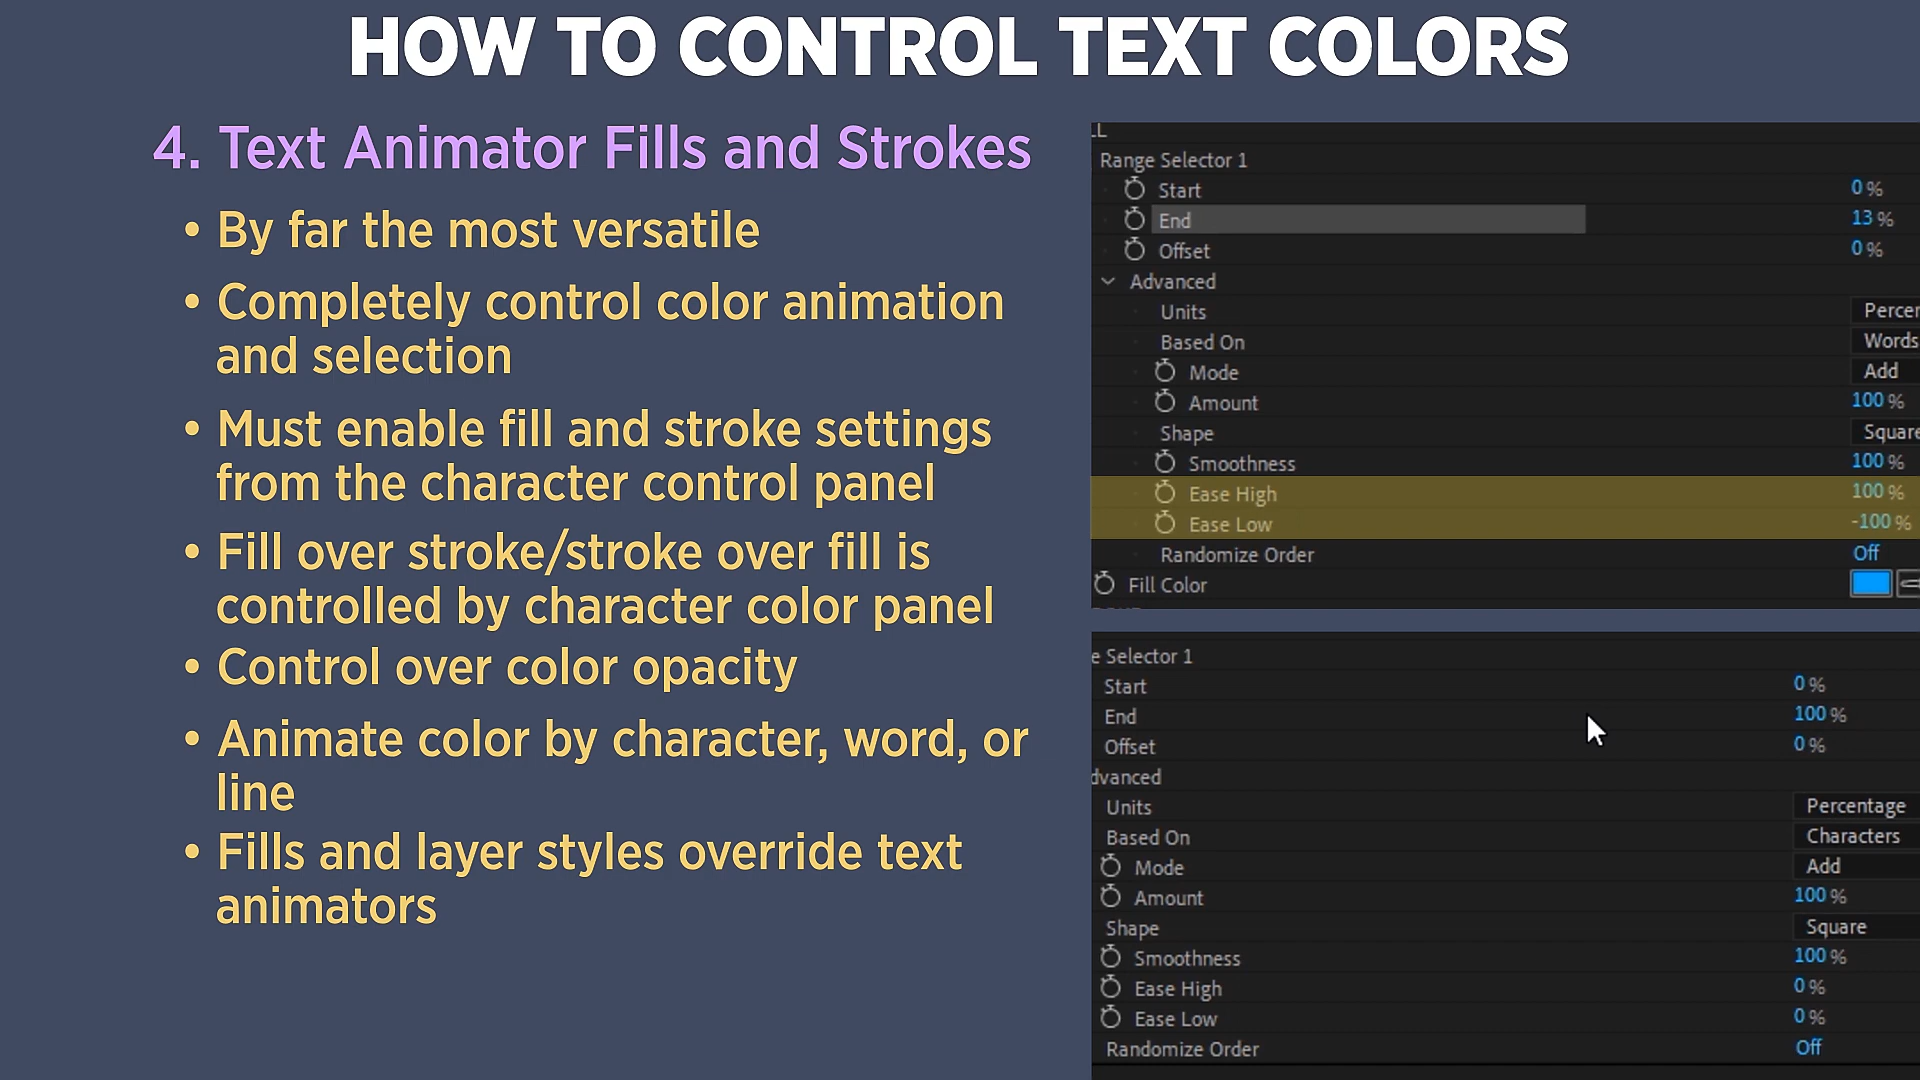 HOW TO CONTROL TEXT COLORS
4. Text Animator Fills and Strokes
• By far the most versatile
• Completely control color animation
and selection
• Must enable fill and stroke settings
from the character control panel
• Fill over stroke/stroke over fill is
controlled by character color panel
• Control over color opacity
• Animate color by character, word, or
line
• Fills and layer styles override text
animators
Range Selector 1
Start 0 %
End 13 %
Offset 0 %
Advanced
Units Percer
Based On Words
Mode Add
Amount 100 %
Shape Square
Smoothness 100 %
Ease High 100 %
Ease Low -100 %
Randomize Order Off
Fill Color
e Selector 1
Start 0 %
End 100 %
Offset 0 %
dvanced
Units Percentage
Based On Characters
Mode Add
Amount 100 %
Shape Square
Smoothness 100 %
Ease High 0 %
Ease Low 0 %
Randomize Order Off